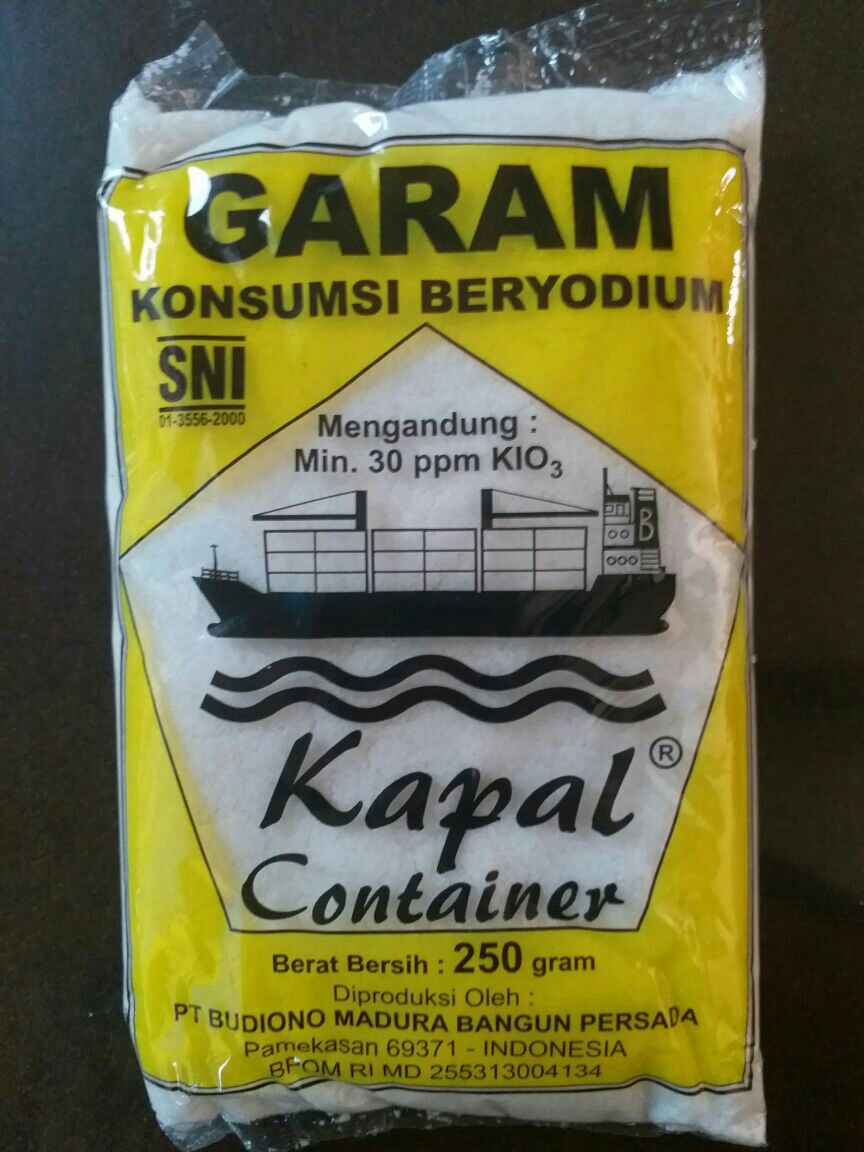 GARAM
KONSUMSI BERYODIUM
SNI
01-3556-2000
Mengandung :
Min. 30 ppm KIO₃
B
Kapal ®
Container
Berat Bersih : 250 gram
Diproduksi Oleh :
PT BUDIONO MADURA BANGUN PERSADA
Pamekasan 69371 - INDONESIA
BPOM RI MD 255313004134